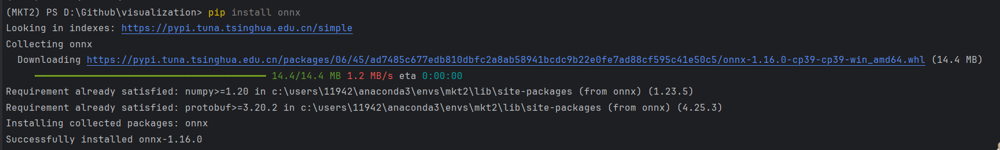 (MKT2) PS D:\Github\visualization> pip install onnx
Looking in indexes: https://pypi.tuna.tsinghua.edu.cn/simple
Collecting onnx
  Downloading https://pypi.tuna.tsinghua.edu.cn/packages/06/45/ad7485c677edb810dbfc2a8ab58941bcdc9b22e0fe7ad88cf595c41e50c5/onnx-1.16.0-cp39-cp39-win_amd64.whl (14.4 MB)
14.4/14.4 MB 1.2 MB/s eta 0:00:00
Requirement already satisfied: numpy>=1.20 in c:\users\11942\anaconda3\envs\mkt2\lib\site-packages (from onnx) (1.23.5)
Requirement already satisfied: protobuf>=3.20.2 in c:\users\11942\anaconda3\envs\mkt2\lib\site-packages (from onnx) (4.25.3)
Installing collected packages: onnx
Successfully installed onnx-1.16.0